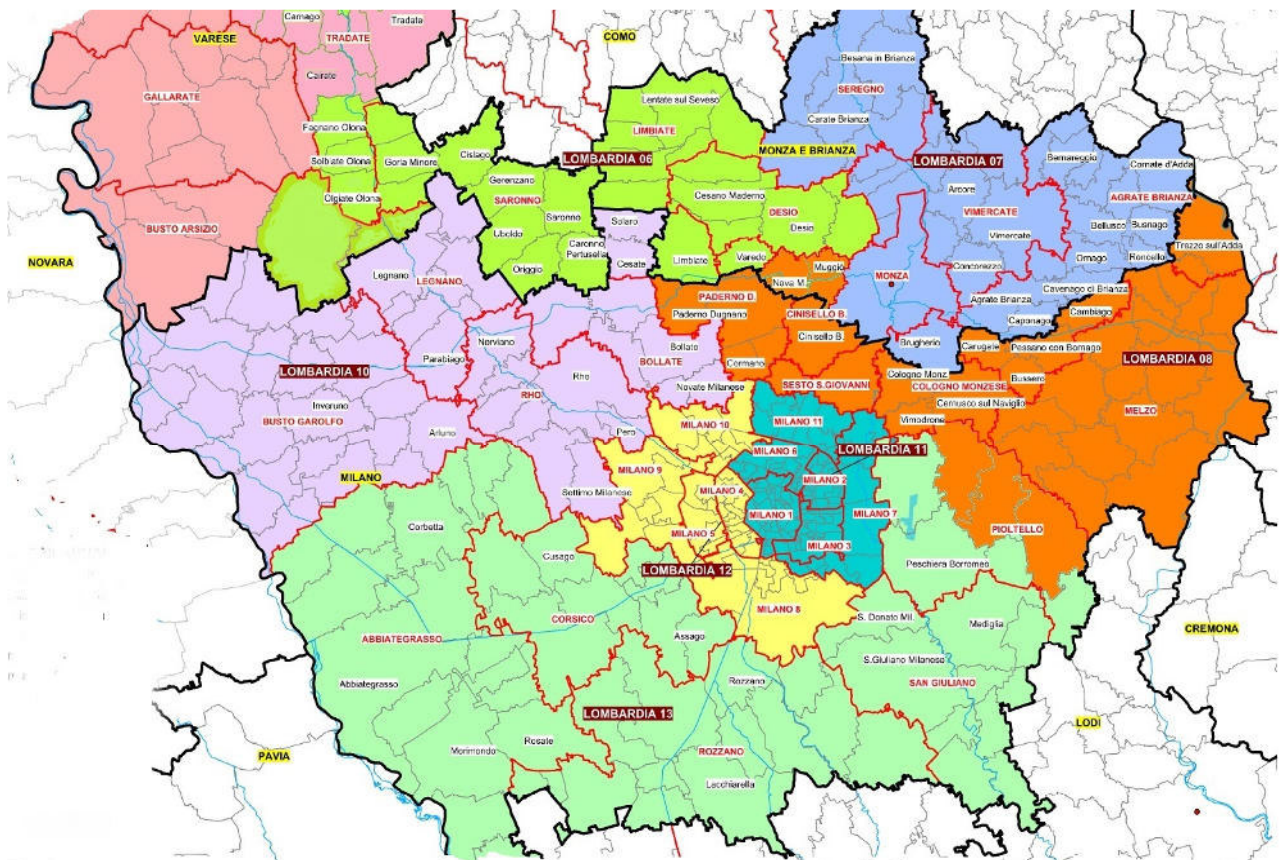 Carnago
Tradate
VARESE
TRADATE
COMO
Besana in Brianza
Cairate
GALLARATE
SEREGNO
Lentate sul Seveso
Carate Brianza
Fagnano Olona
LIMBIATE
MONZA E BRIANZA
Solbiate Olona
Gorla Minore
Cislago
LOMBARDIA 06
LOMBARDIA 07
Bernareggio
Cornate d'Adda
Gerenzano
Cesano Maderno
Arcore
Olgiate Olona
SARONNO
AGRATE BRIANZA
BUSTO ARSIZIO
Saronno
Solaro
DESIO
Desio
VIMERCATE
Bellusco
Busnago
Uboldo
Vimercate
Caronno
Pertusella
Trezzo sull'Adda
NOVARA
Origgio
Cesate
Limbiate
Varedo
Muggiò
Concorezzo
Ornago
Roncello
Legnano
LEGNANO
Nova M.
MONZA
Cavenago di Brianza
PADERNO D.
Agrate Brianza
Cambiago
Paderno Dugnano
CINISELLO B.
Caponago
Nerviano
Cinisello B.
Brugherio
Carugate
Pessano con Bornago
Bollate
LOMBARDIA 08
Parabiago
BOLLATE
Cormano
LOMBARDIA 10
Rho
Cologno Monz.
Bussero
Novate Milanese
SESTO S.GIOVANNI
COLOGNO MONZESE
RHO
Cernusco sul Naviglio
Inveruno
MELZO
BUSTO GAROLFO
MILANO 10
MILANO 11
Vimodrone
Arluno
Pero
MILANO 6
LOMBARDIA 11
MILANO
MILANO 9
Settimo Milanese
MILANO 4
MILANO 2
MILANO 1
MILANO 7
Corbetta
MILANO 5
PIOLTELLO
MILANO 3
Cusago
Peschiera Borromeo
LOMBARDIA 12
MILANO 8
S. Donato Mil.
CORSICO
Mediglia
CREMONA
ABBIATEGRASSO
Assago
S.Giuliano Milanese
Abbiategrasso
Rozzano
SAN GIULIANO
LOMBARDIA 13
LODI
Rosate
PAVIA
Morimondo
ROZZANO
Lacchiarella